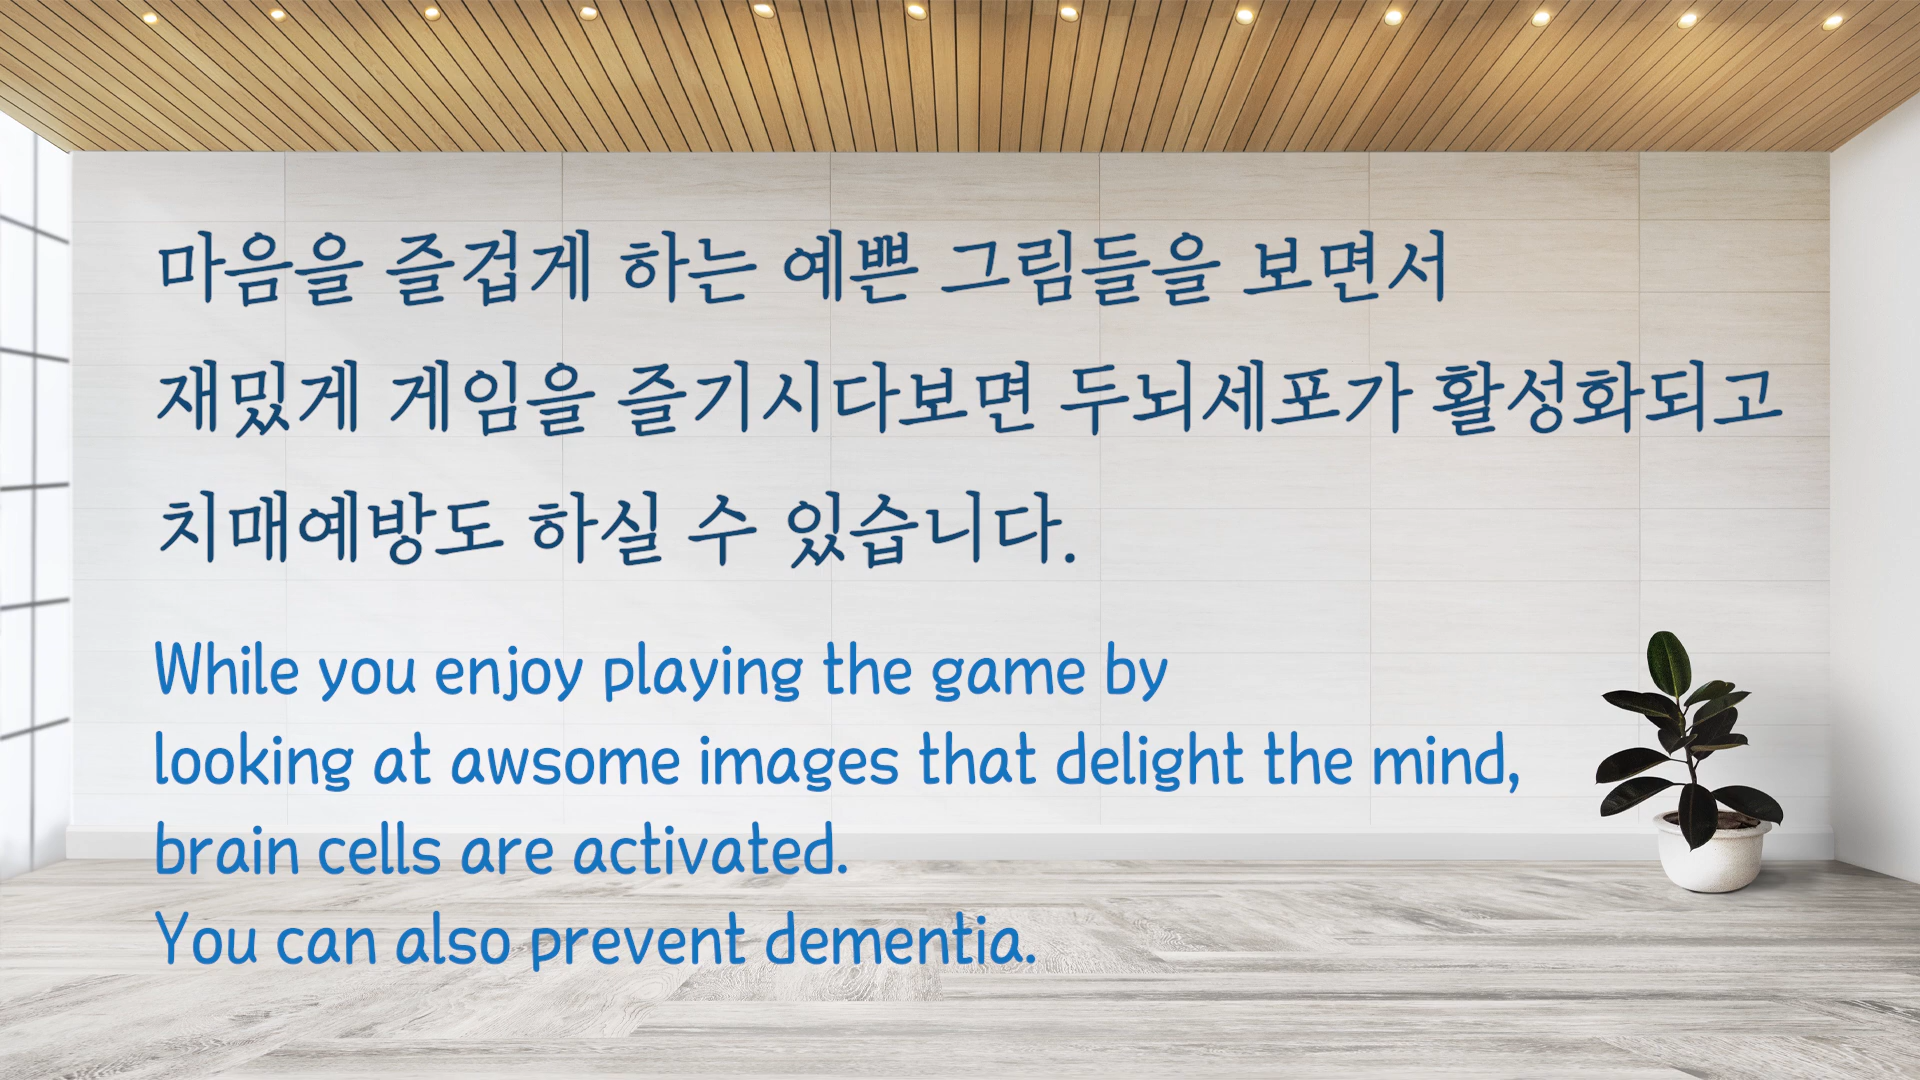 마음을 즐겁게 하는 예쁜 그림들을 보면서
재밌게 게임을 즐기시다보면 두뇌세포가 활성화되고
치매예방도 하실 수 있습니다.
While you enjoy playing the game by
looking at awsome images that delight the mind,
brain cells are activated.
You can also prevent dementia.